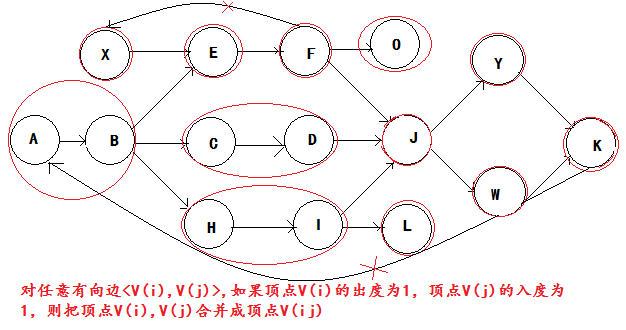 X E F O Y
A B C D J K
H I L W
对任意有向边<V(i),V(j)>,如果顶点V(i)的出度为1，顶点V(j)的入度为
1，则把顶点V(i),V(j)合并成顶点V(ij)